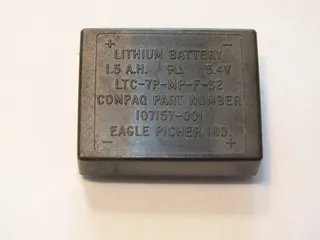 + -
LITHIUM BATTERY
1.5 A.H. 3.4V
LTC-7P-MP-F-S2
COMPAQ PART NUMBER
107157-001
EAGLE PICHER IND.
- +